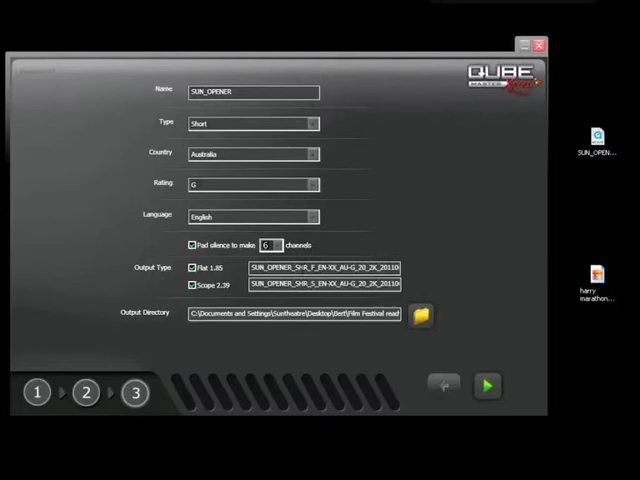 QUBE
MASTER Xpress
Name
SUN_OPENER
Type
Short
Country
Australia
Rating
G
Language
English
Pad silence to make 6 channels
Output Type
Flat 1.85
SUN_OPENER_SHR_F_EN-XX_AU-G_20_2K_20110
Scope 2.39
SUN_OPENER_SHR_S_EN-XX_AU-G_20_2K_20110
Output Directory
C:\Documents and Settings\Suntheatre\Desktop\Bert\Film Festival read
1
2
3
SUN_OPEN...
harry
marathon...